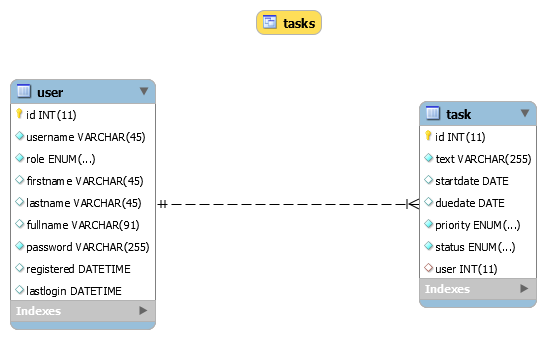 tasks
user
id INT(11)
username VARCHAR(45)
role ENUM(...)
firstname VARCHAR(45)
lastname VARCHAR(45)
fullname VARCHAR(91)
password VARCHAR(255)
registered DATETIME
lastlogin DATETIME
Indexes
task
id INT(11)
text VARCHAR(255)
startdate DATE
duedate DATE
priority ENUM(...)
status ENUM(...)
user INT(11)
Indexes